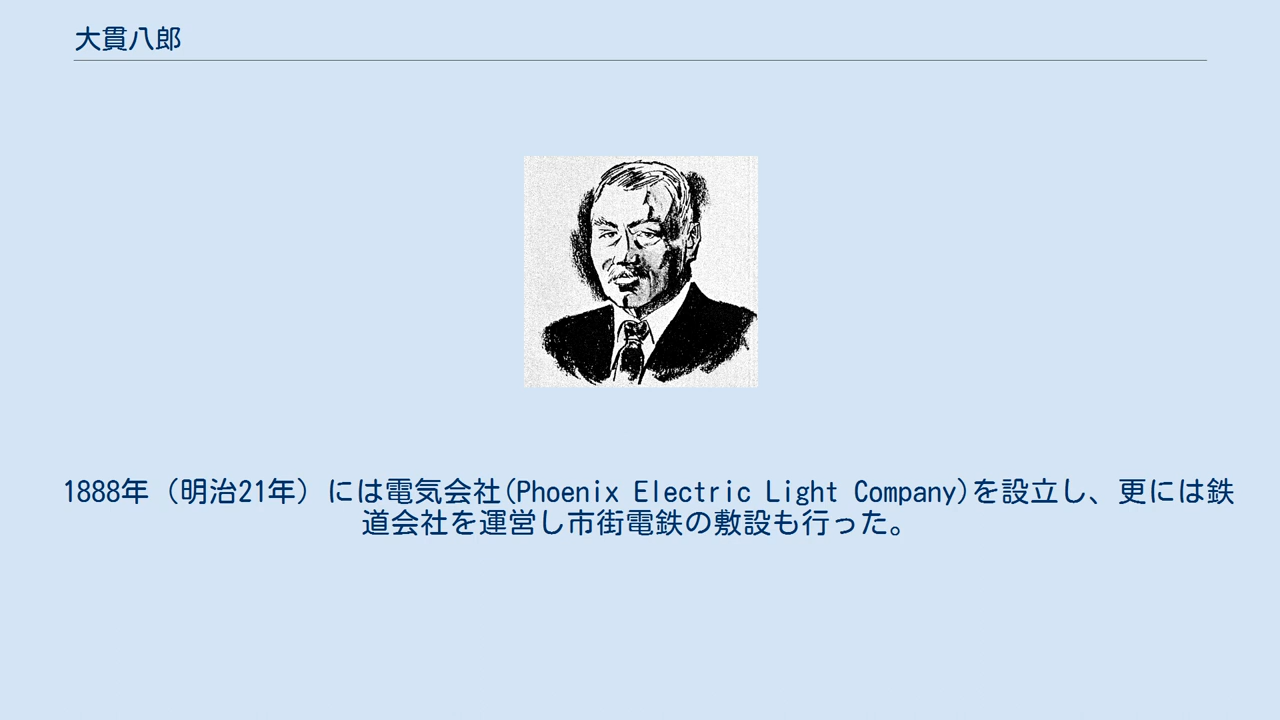 大貫八郎
1888年（明治21年）には電気会社(Phoenix Electric Light Company)を設立し、更には鉄
道会社を運営し市街電鉄の敷設も行った。